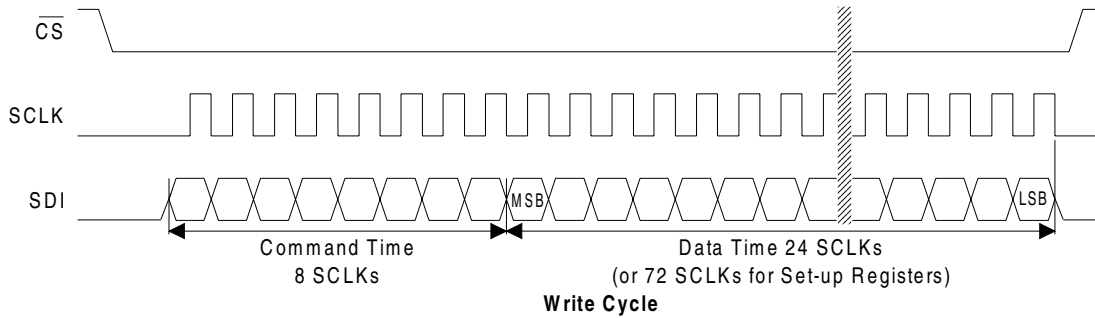 CS
SCLK
SDI
MSB
LSB
Command Time
8 SCLKs
Data Time 24 SCLKs
(or 72 SCLKs for Set-up Registers)
Write Cycle